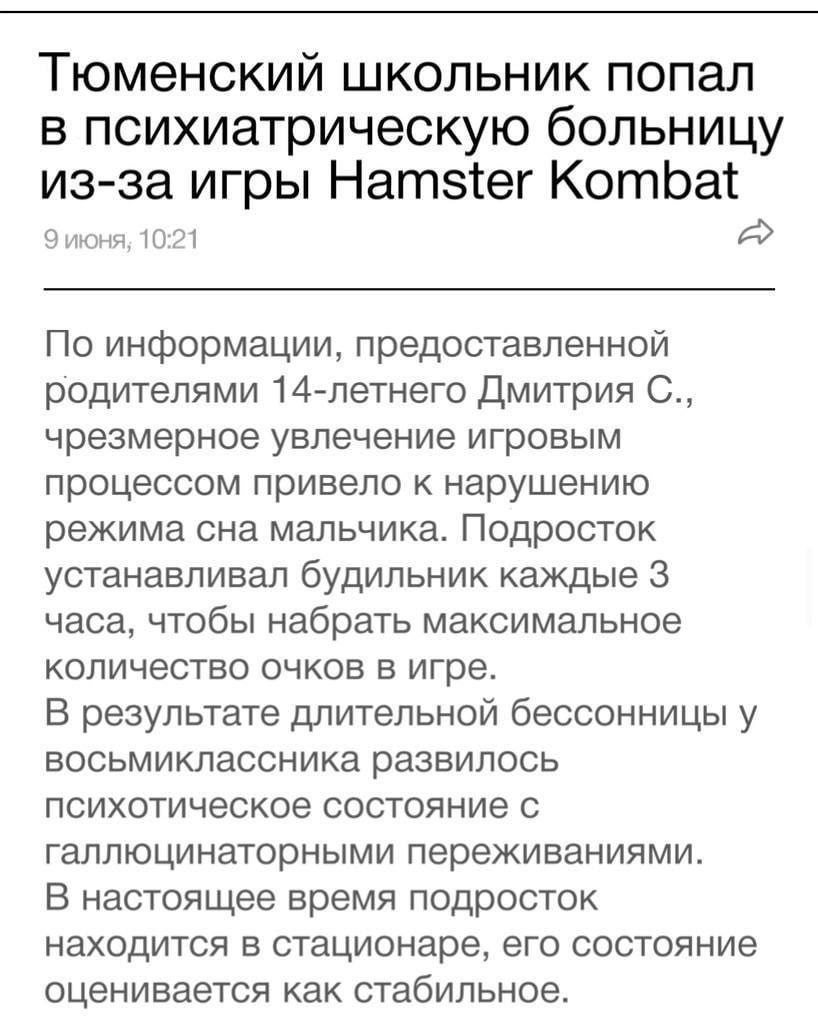 Тюменский школьник попал
в психиатрическую больницу
из-за игры Hamster Kombat
9 июня, 10:21
По информации, предоставленной
родителями 14-летнего Дмитрия С.,
чрезмерное увлечение игровым
процессом привело к нарушению
режима сна мальчика. Подросток
устанавливал будильник каждые 3
часа, чтобы набрать максимальное
количество очков в игре.
В результате длительной бессонницы у
восьмиклассника развилось
психотическое состояние с
галлюцинаторными переживаниями.
В настоящее время подросток
находится в стационаре, его состояние
оценивается как стабильное.